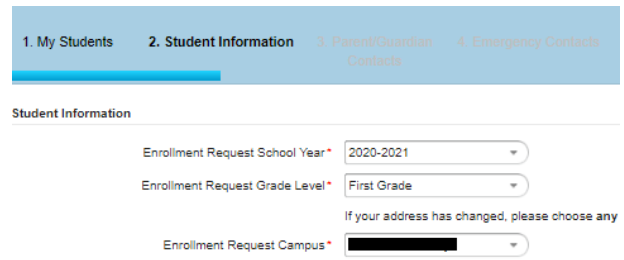 1. My Students 2. Student Information 3. Parent/Guardian 4. Emergency Contacts
Contacts
Student Information
Enrollment Request School Year* 2020-2021
Enrollment Request Grade Level* First Grade
If your address has changed, please choose any
Enrollment Request Campus*